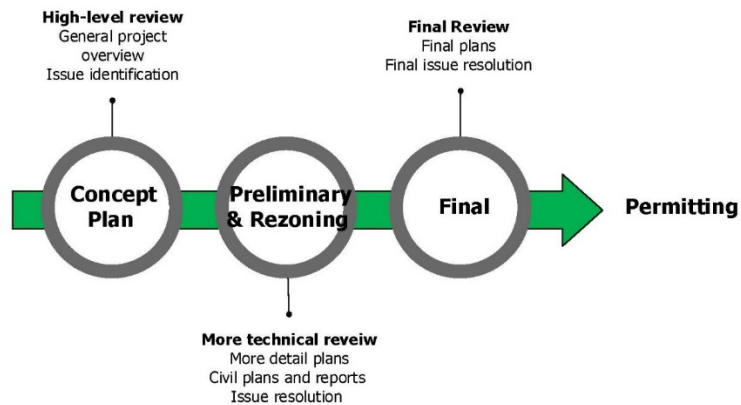 High-level review
General project
overview
Issue identification
Final Review
Final plans
Final issue resolution
Concept
Plan
Preliminary
& Rezoning
Final
Permitting
More technical reveiw
More detail plans
Civil plans and reports
Issue resolution